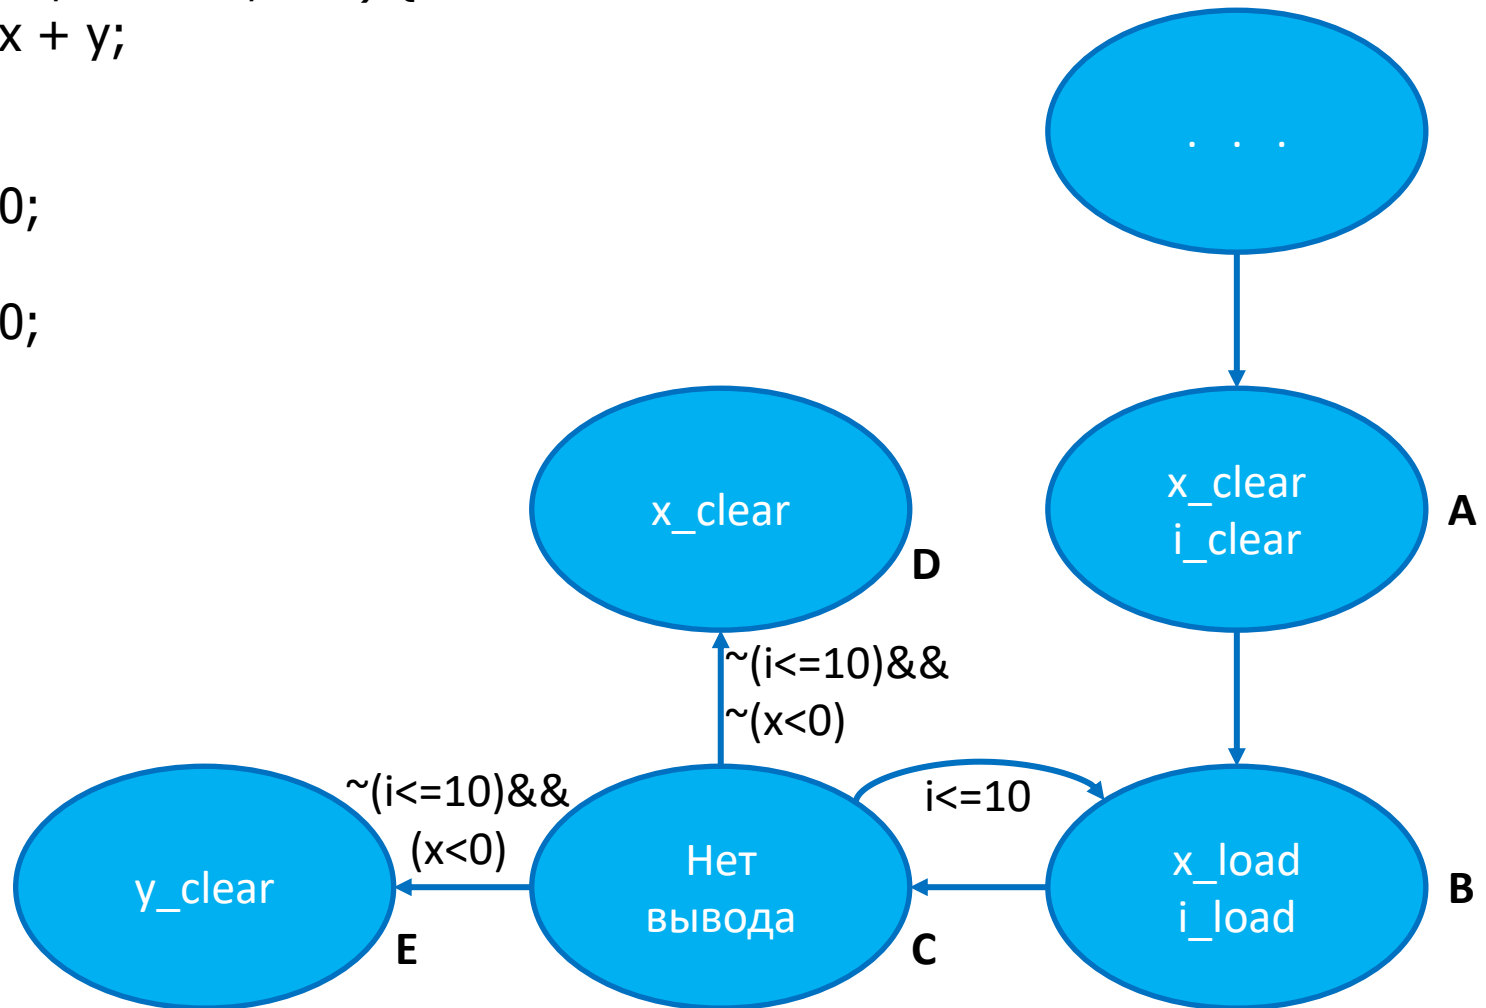 x + y;
0;
0;
. . .
x_clear
i_clear
A
x_clear
D
~(i<=10)&&
~(x<0)
~(i<=10)&&
(x<0)
i<=10
y_clear
E
Нет
вывода
C
x_load
i_load
B